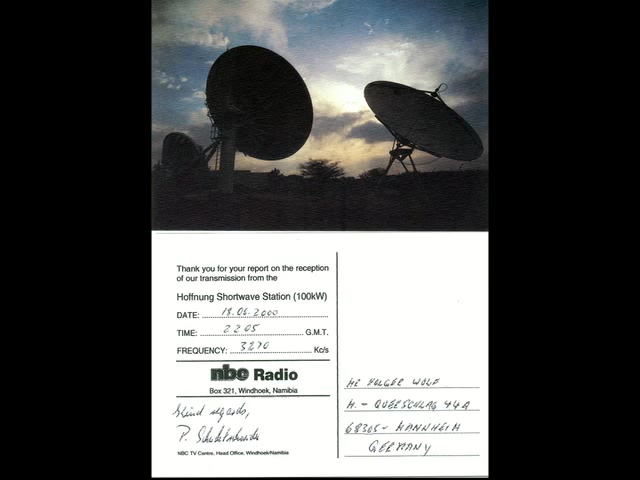 Thank you for your report on the reception
of our transmission from the
Hoffnung Shortwave Station (100kW)
DATE: 18.06.2000
TIME: 2205 G.M.T.
FREQUENCY: 3270 Kc/s
nbc Radio
Box 321, Windhoek, Namibia
Kind regards,
P.
NBC TV Centre, Head Office, Windhoek/Namibia
HE HOLGER WOLF
H. - QUERSCHLAG 44A
68305 - MANNHEIM
GERMANY